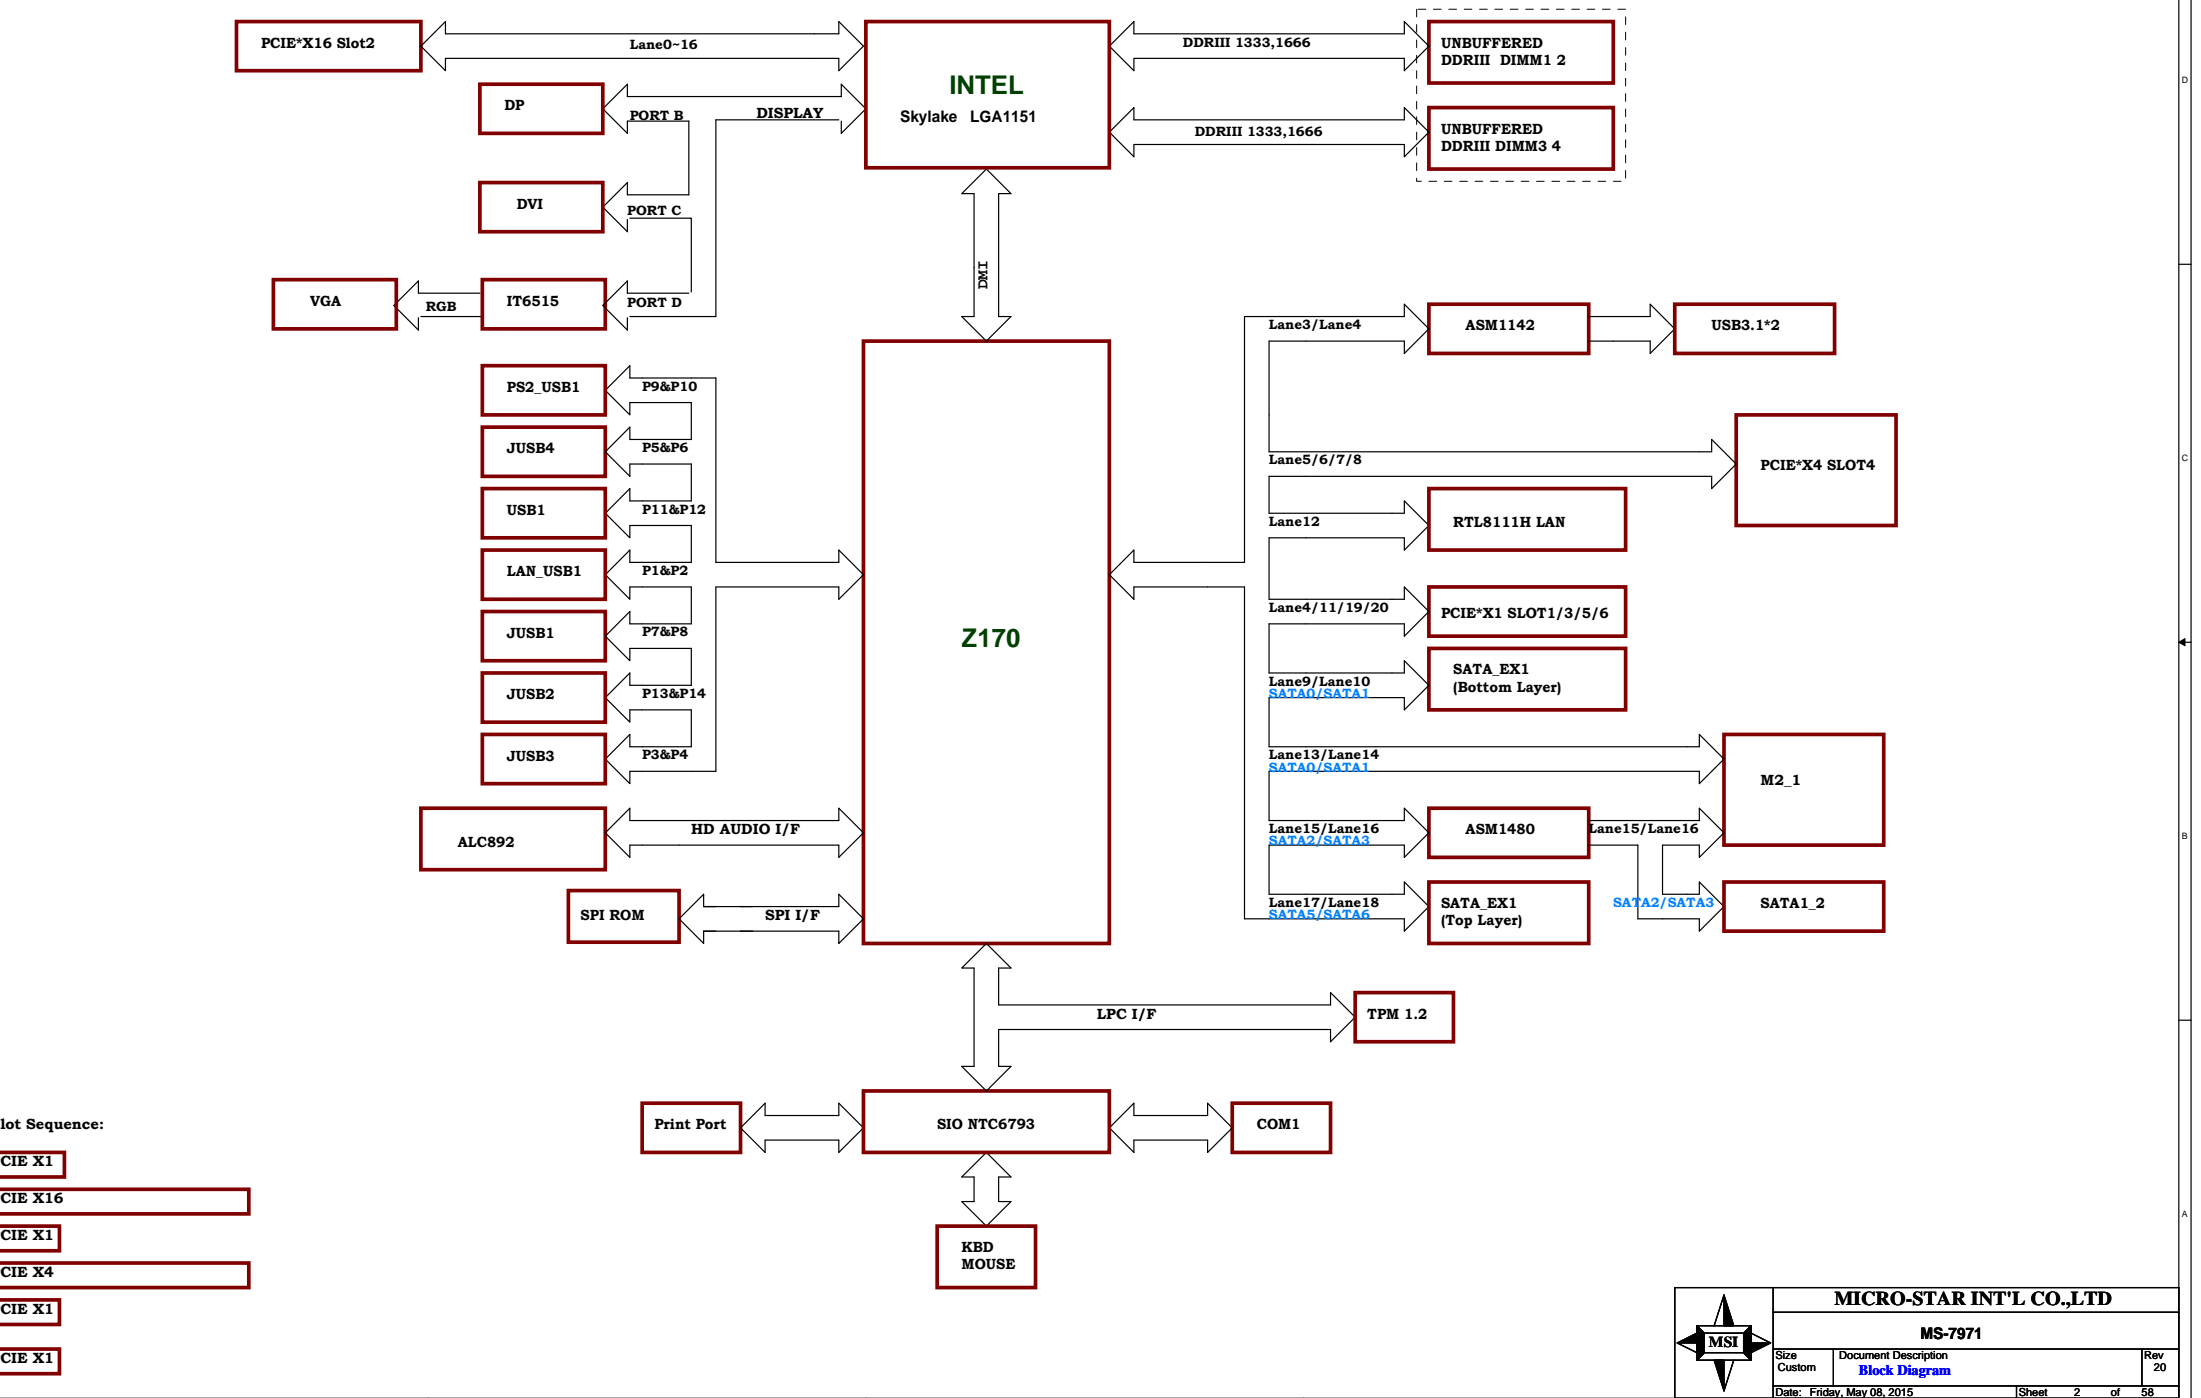 PCIE*X16 Slot2
Lane0~16
INTEL
Skylake LGA1151
DDRIII 1333,1666
UNBUFFERED
DDRIII DIMM1 2
DDRIII 1333,1666
UNBUFFERED
DDRIII DIMM3 4
D
DP
PORT B
DISPLAY
DVI
PORT C
VGA
RGB
IT6515
PORT D
DMI
PS2_USB1
P9&P10
JUSB4
P5&P6
USB1
P11&P12
LAN_USB1
P1&P2
JUSB1
P7&P8
JUSB2
P13&P14
JUSB3
P3&P4
ALC892
HD AUDIO I/F
SPI ROM
SPI I/F
Z170
Lane3/Lane4
ASM1142
USB3.1*2
Lane5/6/7/8
PCIE*X4 SLOT4
C
Lane12
RTL8111H LAN
Lane4/11/19/20
PCIE*X1 SLOT1/3/5/6
Lane9/Lane10
SATA0/SATA1
SATA_EX1
(Bottom Layer)
Lane13/Lane14
SATA0/SATA1
M2_1
Lane15/Lane16
SATA2/SATA3
ASM1480
Lane15/Lane16
B
SATA2/SATA3
SATA1_2
Lane17/Lane18
SATA5/SATA6
SATA_EX1
(Top Layer)
LPC I/F
TPM 1.2
Print Port
SIO NTC6793
COM1
KBD
MOUSE
A
lot Sequence:
CIE X1
CIE X16
CIE X1
CIE X4
CIE X1
CIE X1
MSI
MICRO-STAR INT'L CO.,LTD
MS-7971
Size
Custom
Document Description
Block Diagram
Rev
20
Date: Friday, May 08, 2015
Sheet 2 of 58